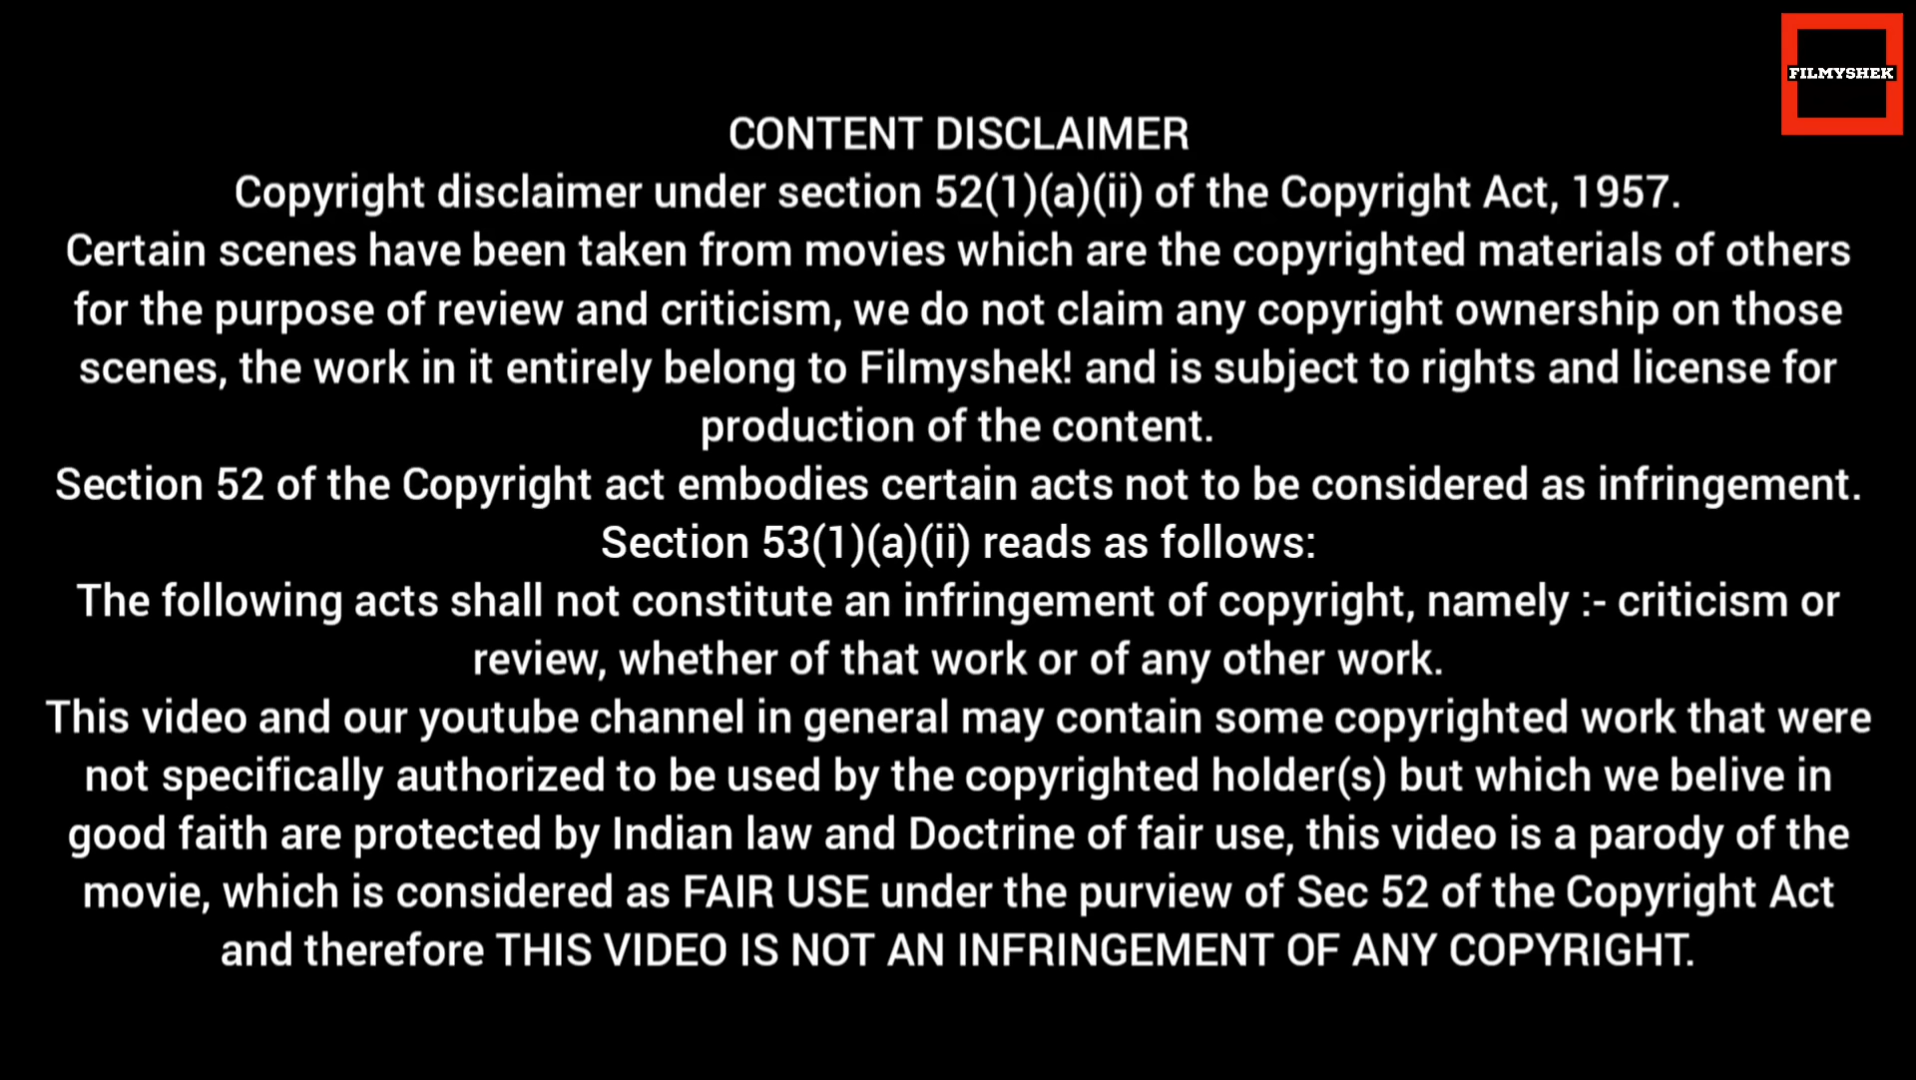 FILMYSHEK
CONTENT DISCLAIMER
Copyright disclaimer under section 52(1)(a)(ii) of the Copyright Act, 1957.
Certain scenes have been taken from movies which are the copyrighted materials of others
for the purpose of review and criticism, we do not claim any copyright ownership on those
scenes, the work in it entirely belong to Filmyshek! and is subject to rights and license for
production of the content.
Section 52 of the Copyright act embodies certain acts not to be considered as infringement.
Section 53(1)(a)(ii) reads as follows:
The following acts shall not constitute an infringement of copyright, namely :- criticism or
review, whether of that work or of any other work.
This video and our youtube channel in general may contain some copyrighted work that were
not specifically authorized to be used by the copyrighted holder(s) but which we belive in
good faith are protected by Indian law and Doctrine of fair use, this video is a parody of the
movie, which is considered as FAIR USE under the purview of Sec 52 of the Copyright Act
and therefore THIS VIDEO IS NOT AN INFRINGEMENT OF ANY COPYRIGHT.